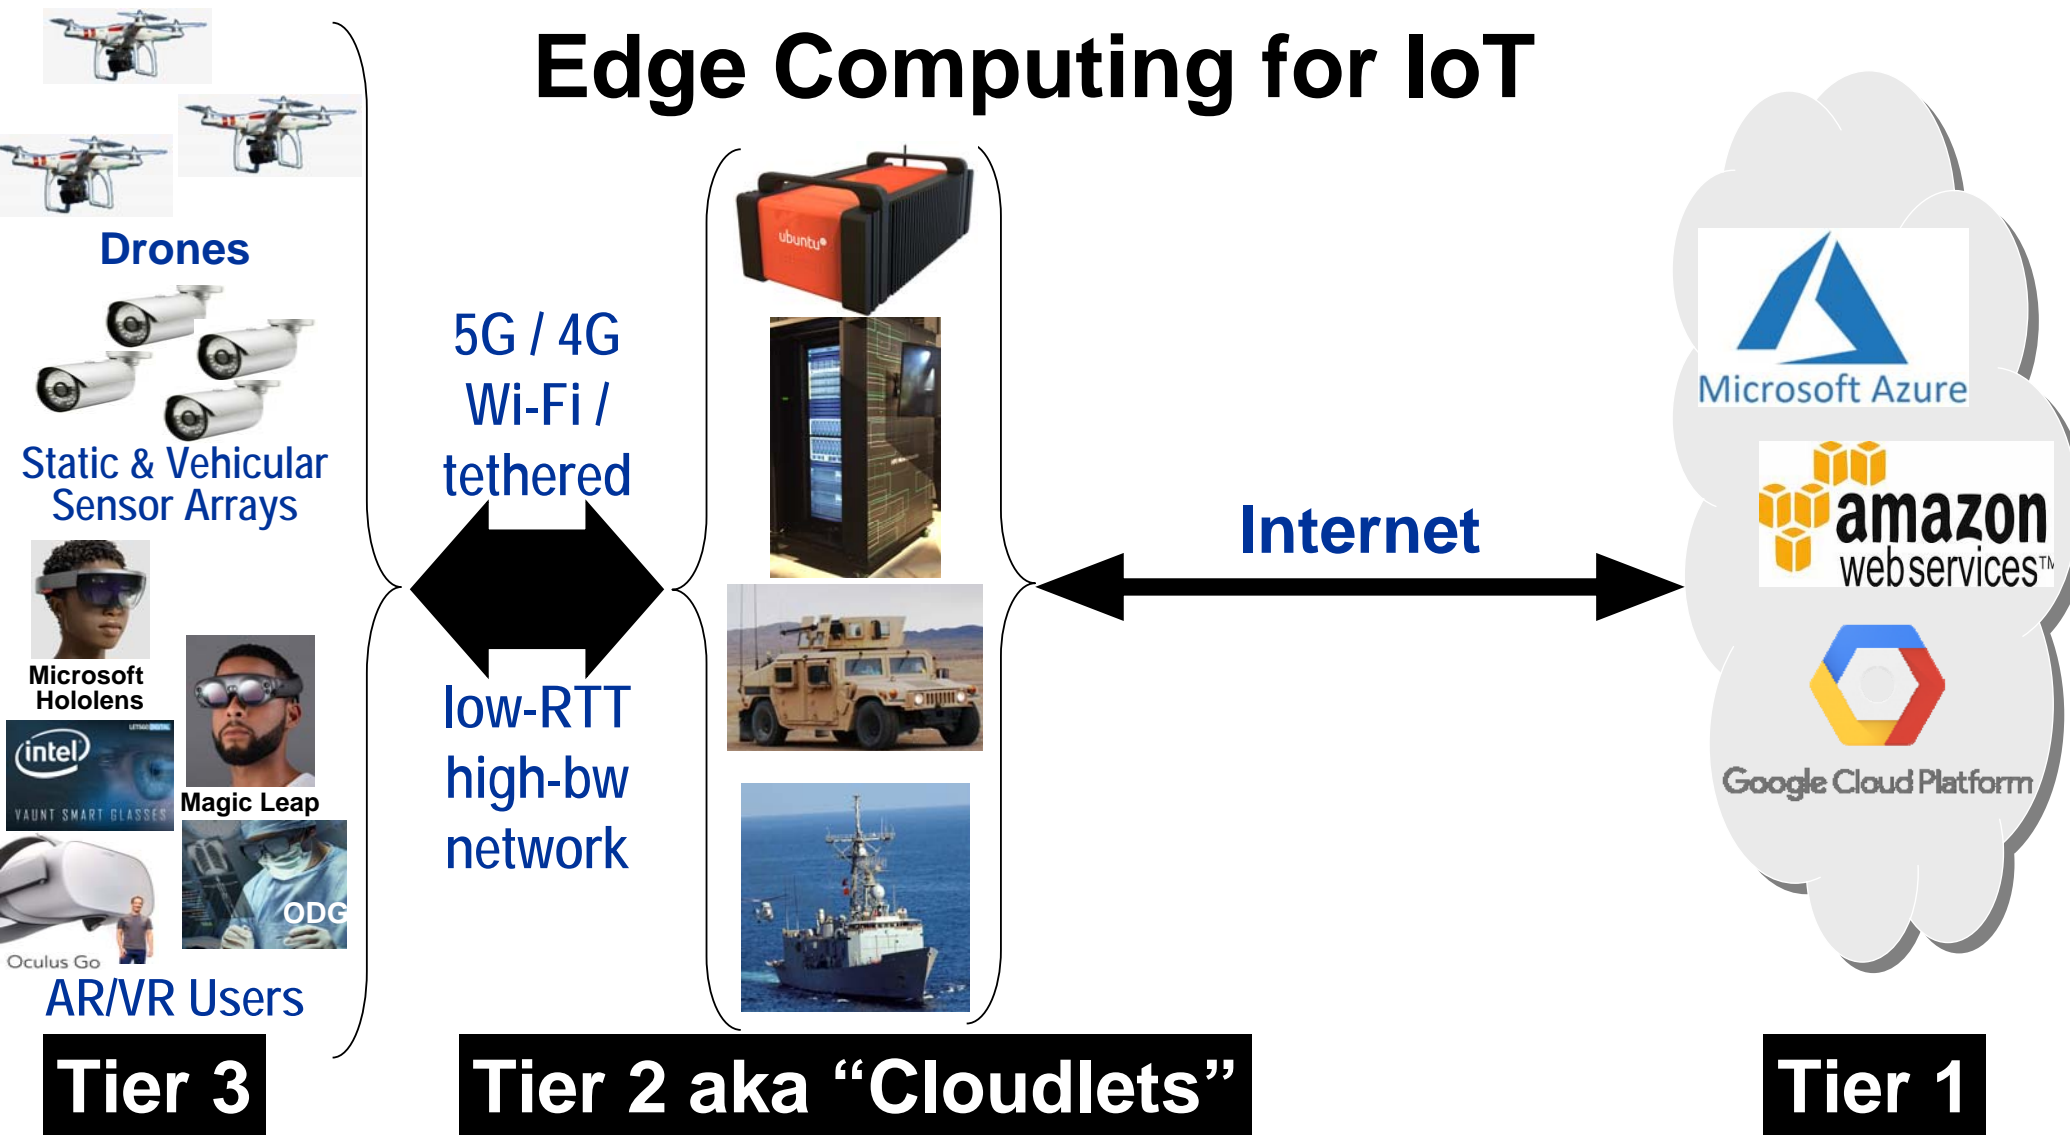 Edge Computing for IoT
Drones
Static & Vehicular
Sensor Arrays
Microsoft
Hololens
Magic Leap
LETSGODIGITAL
intel
VAUNT SMART GLASSES
ODG
Oculus Go
AR/VR Users
Tier 3
5G / 4G
Wi-Fi /
tethered
low-RTT
high-bw
network
ubuntu
Tier 2 aka “Cloudlets”
Internet
Microsoft Azure
amazon
webservices™
Google Cloud Platform
Tier 1